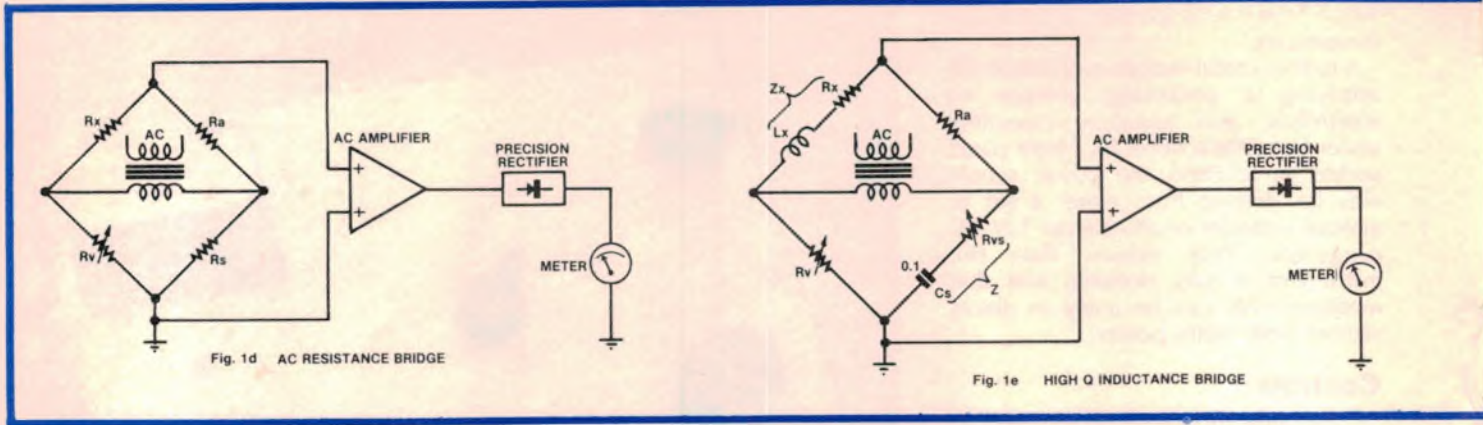 Rx
Ra
AC
AC AMPLIFIER
+
+
PRECISION
RECTIFIER
Rv
Rs
METER
Fig. 1d AC RESISTANCE BRIDGE
Zx
Rx
Lx
Ra
AC
AC AMPLIFIER
+
+
PRECISION
RECTIFIER
Rv
Rvs
0.1
Cs
Z
METER
Fig. 1e HIGH Q INDUCTANCE BRIDGE